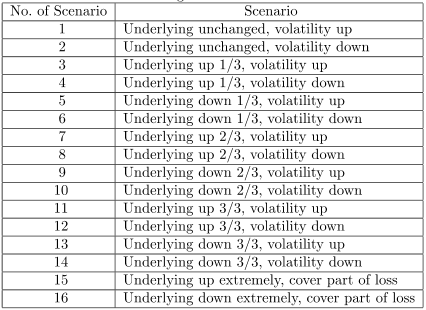 No. of Scenario Scenario
1 Underlying unchanged, volatility up
2 Underlying unchanged, volatility down
3 Underlying up 1/3, volatility up
4 Underlying up 1/3, volatility down
5 Underlying down 1/3, volatility up
6 Underlying down 1/3, volatility down
7 Underlying up 2/3, volatility up
8 Underlying up 2/3, volatility down
9 Underlying down 2/3, volatility up
10 Underlying down 2/3, volatility down
11 Underlying up 3/3, volatility up
12 Underlying up 3/3, volatility down
13 Underlying down 3/3, volatility up
14 Underlying down 3/3, volatility down
15 Underlying up extremely, cover part of loss
16 Underlying down extremely, cover part of loss